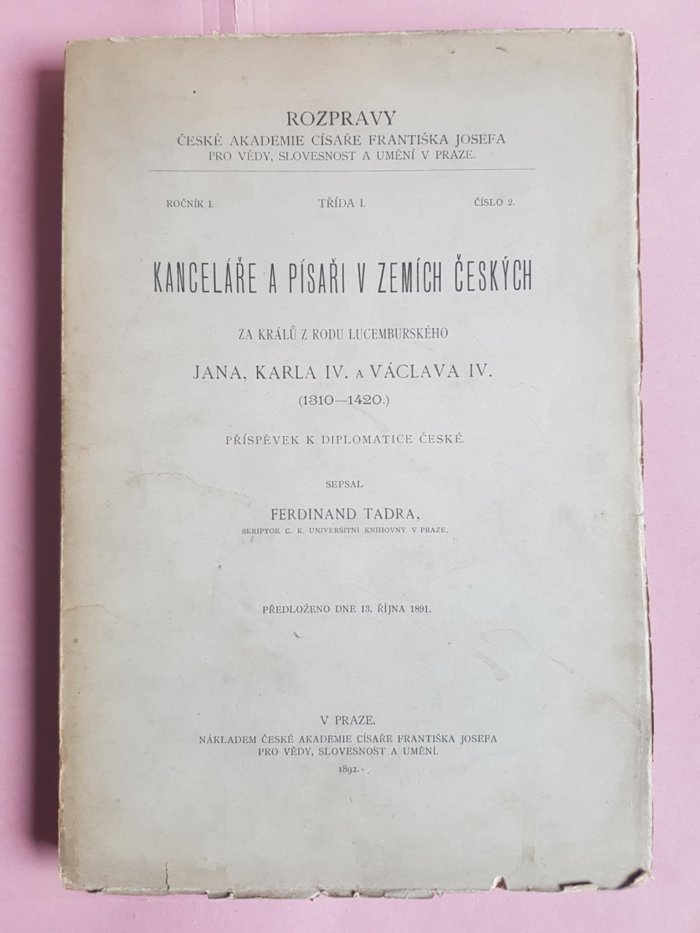 ROZPRAVY
ČESKÉ AKADEMIE CÍSAŘE FRANTIŠKA JOSEFA
PRO VĚDY, SLOVESNOST A UMĚNÍ V PRAZE.
ROČNÍK I. TŘÍDA I. ČÍSLO 2.
KANCELÁŘE A PÍSAŘI V ZEMÍCH ČESKÝCH
ZA KRÁLŮ Z RODU LUCEMBURSKÉHO
JANA, KARLA IV. A VÁCLAVA IV.
(1310—1420.)
PŘÍSPĚVEK K DIPLOMATICE ČESKÉ.
SEPSAL
FERDINAND TADRA,
SKRIPTOR C. K. UNIVERSITNÍ KNIHOVNY V PRAZE.
PŘEDLOŽENO DNE 13. ŘÍJNA 1891.
V PRAZE.
NÁKLADEM ČESKÉ AKADEMIE CÍSAŘE FRANTIŠKA JOSEFA
PRO VĚDY, SLOVESNOST A UMĚNÍ.
1892.